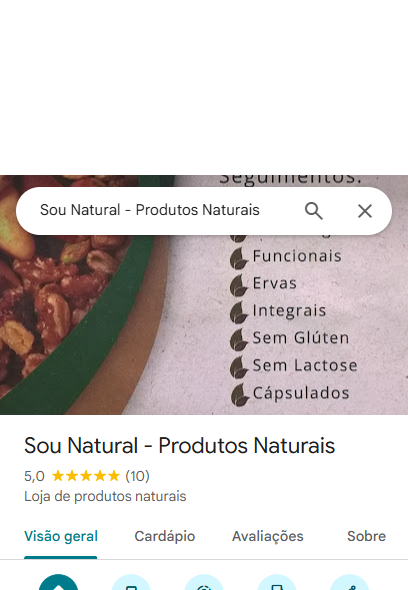 Seguimentos:
Sou Natural - Produtos Naturais
Funcionais
Ervas
Integrais
Sem Glúten
Sem Lactose
Cápsulados
Sou Natural - Produtos Naturais
5,0 (10)
Loja de produtos naturais
Visão geral Cardápio Avaliações Sobre